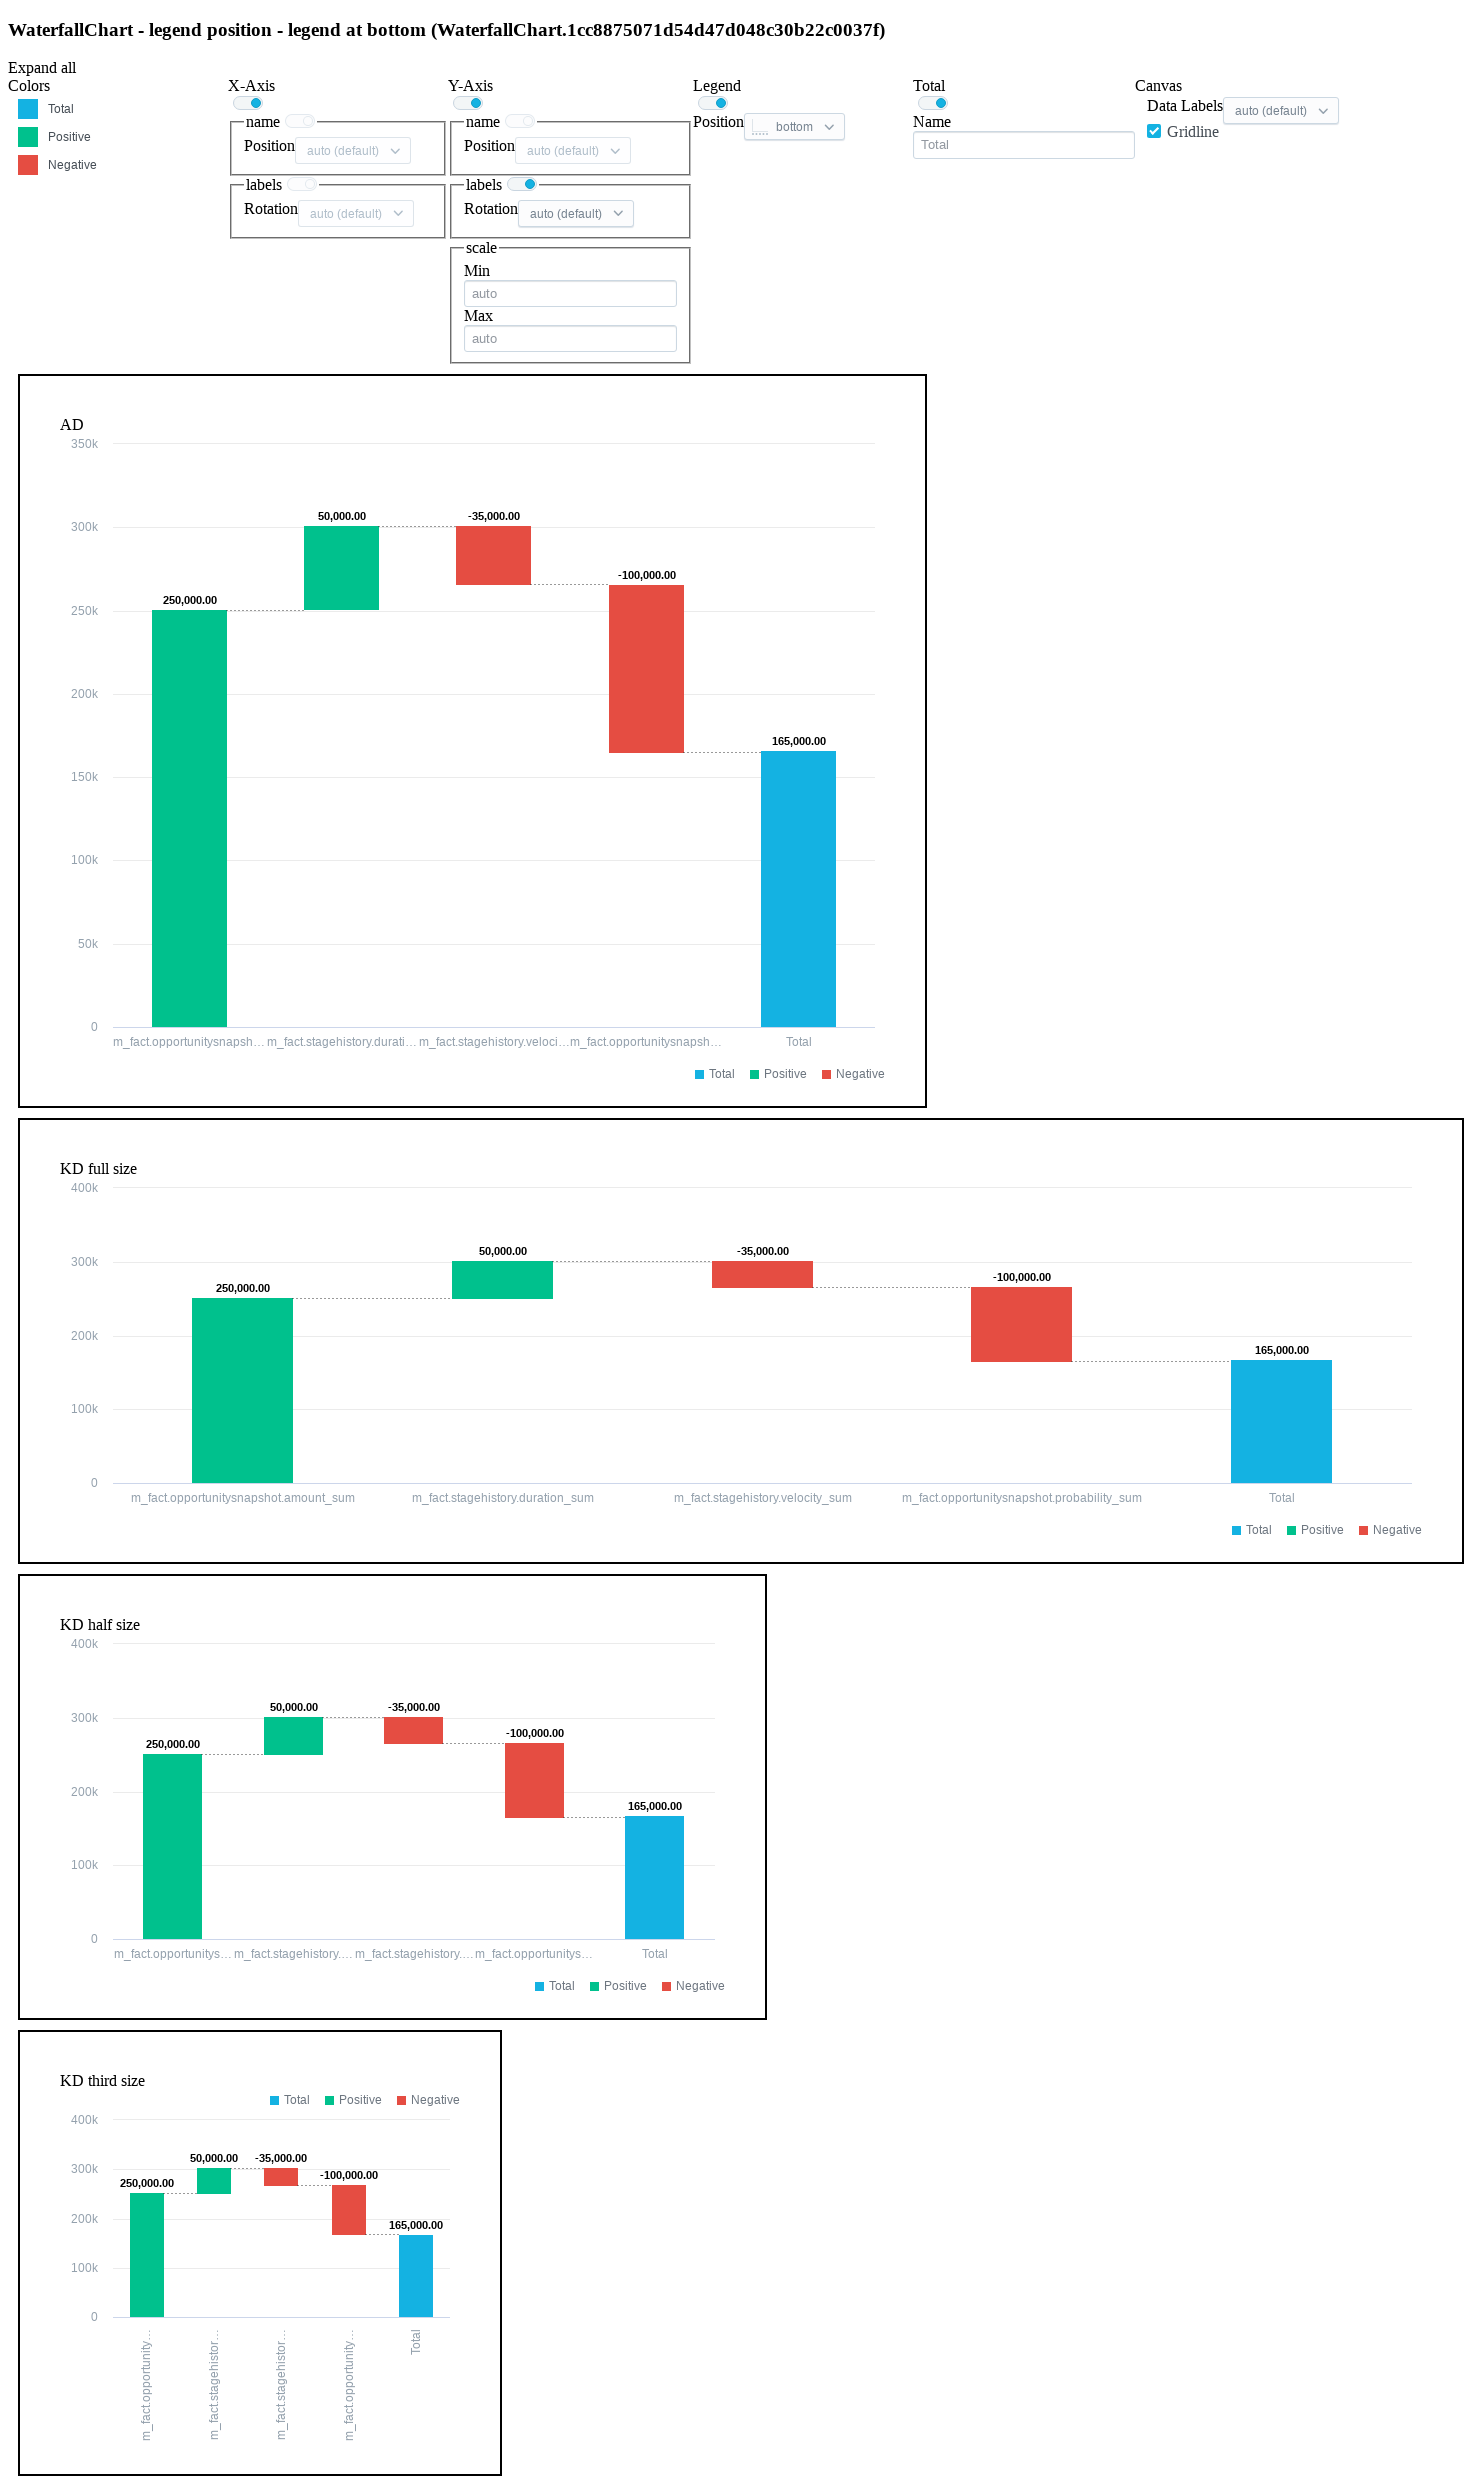 WaterfallChart - legend position - legend at bottom (WaterfallChart.1cc8875071d54d47d048c30b22c0037f)
Expand all
Colors
Total
Positive
Negative
X-Axis
name
Position auto (default)
labels
Rotation auto (default)
Y-Axis
name
Position auto (default)
labels
Rotation auto (default)
scale
Min
auto
Max
auto
Legend
Position bottom
Total
Name
Total
Canvas
Data Labels auto (default)
Gridline
AD
350k
300k
250k
200k
150k
100k
50k
0
250,000.00
50,000.00
-35,000.00
-100,000.00
165,000.00
m_fact.opportunitysnapsh… m_fact.stagehistory.durati… m_fact.stagehistory.veloci… m_fact.opportunitysnapsh… Total
Total Positive Negative
KD full size
400k
300k
200k
100k
0
250,000.00
50,000.00
-35,000.00
-100,000.00
165,000.00
m_fact.opportunitysnapshot.amount_sum m_fact.stagehistory.duration_sum m_fact.stagehistory.velocity_sum m_fact.opportunitysnapshot.probability_sum Total
Total Positive Negative
KD half size
400k
300k
200k
100k
0
250,000.00
50,000.00
-35,000.00
-100,000.00
165,000.00
m_fact.opportunitys… m_fact.stagehistory.… m_fact.stagehistory.… m_fact.opportunitys… Total
Total Positive Negative
KD third size
Total Positive Negative
400k
300k
200k
100k
0
250,000.00
50,000.00
-35,000.00
-100,000.00
165,000.00
m_fact.opportunity…
m_fact.stagehistor…
m_fact.stagehistor…
m_fact.opportunity…
Total